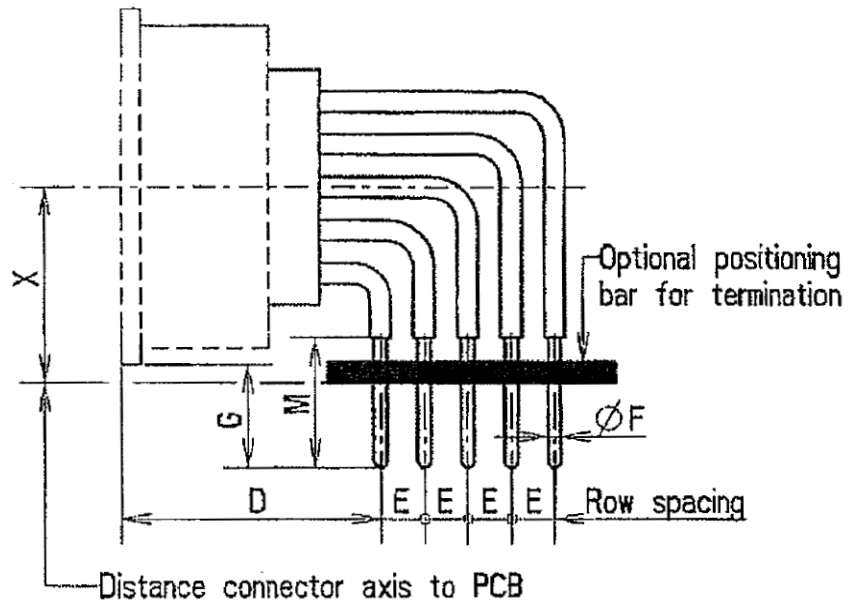 X
Optional positioning
bar for termination
G
M
ØF
D
E E E E
Row spacing
Distance connector axis to PCB